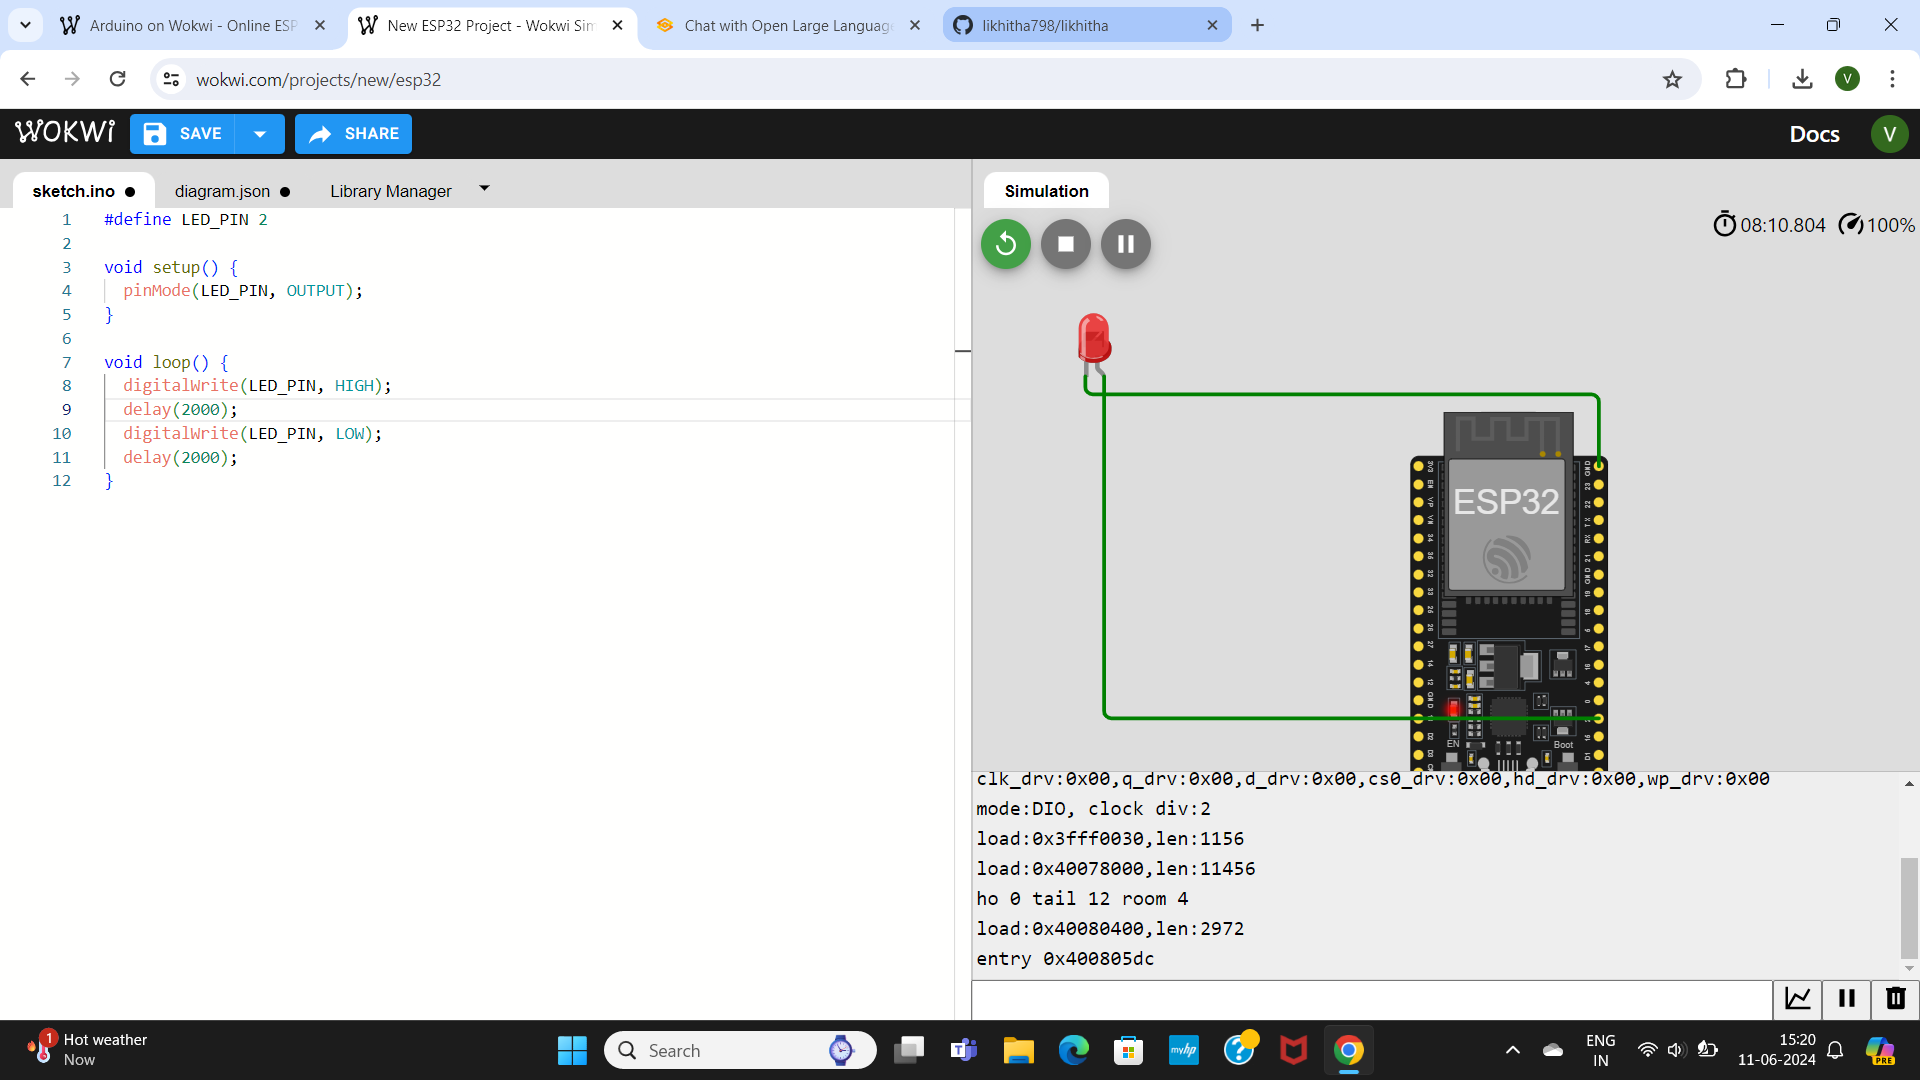 Arduino on Wokwi - Online ESP
New ESP32 Project - Wokwi Sim
Chat with Open Large Language
likhitha798/likhitha
wokwi.com/projects/new/esp32
V
WOKWi
SAVE
SHARE
Docs
V
sketch.ino
diagram.json
Library Manager
Simulation
08:10.804
100%
1 #define LED_PIN 2
2
3 void setup() {
4 pinMode(LED_PIN, OUTPUT);
5 }
6
7 void loop() {
8 digitalWrite(LED_PIN, HIGH);
9 delay(2000);
10 digitalWrite(LED_PIN, LOW);
11 delay(2000);
12 }
ESP32
EN
Boot
clk_drv:0x00,q_drv:0x00,d_drv:0x00,cs0_drv:0x00,hd_drv:0x00,wp_drv:0x00
mode:DIO, clock div:2
load:0x3fff0030,len:1156
load:0x40078000,len:11456
ho 0 tail 12 room 4
load:0x40080400,len:2972
entry 0x400805dc
1
Hot weather
Now
Search
myhp
ENG
IN
15:20
11-06-2024
PRE